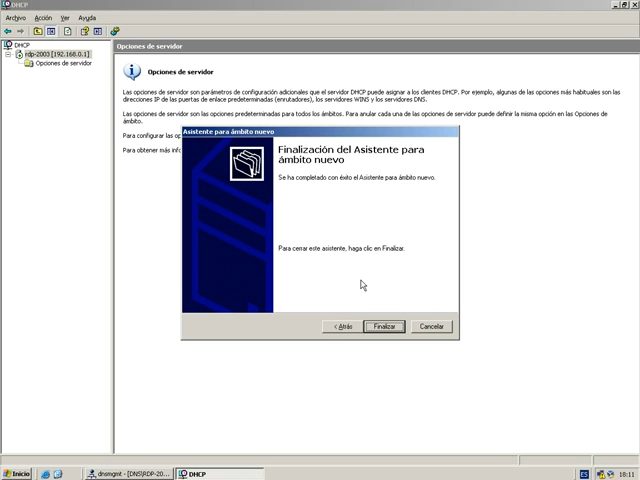 DHCP
Archivo Acción Ver Ayuda
DHCP
rdp-2003 [192.168.0.1]
Opciones de servidor
Opciones de servidor
Opciones de servidor
Las opciones de servidor son parámetros de configuración adicionales que el servidor DHCP puede asignar a los clientes DHCP. Por ejemplo, algunas de las opciones más habituales son las
direcciones IP de las puertas de enlace predeterminadas (enrutadores), los servidores WINS y los servidores DNS.
Las opciones de servidor son las opciones predeterminadas para todos los ámbitos. Para anular cada una de las opciones de servidor puede definir la misma opción en las Opciones de
ámbito.
Para configurar las op
Para obtener más info
Asistente para ámbito nuevo
Finalización del Asistente para
ámbito nuevo
Se ha completado con éxito el Asistente para ámbito nuevo.
Para cerrar este asistente, haga clic en Finalizar.
< Atrás Finalizar Cancelar
Inicio dnsmgmt - [DNS\RDP-20... DHCP ES 18:11